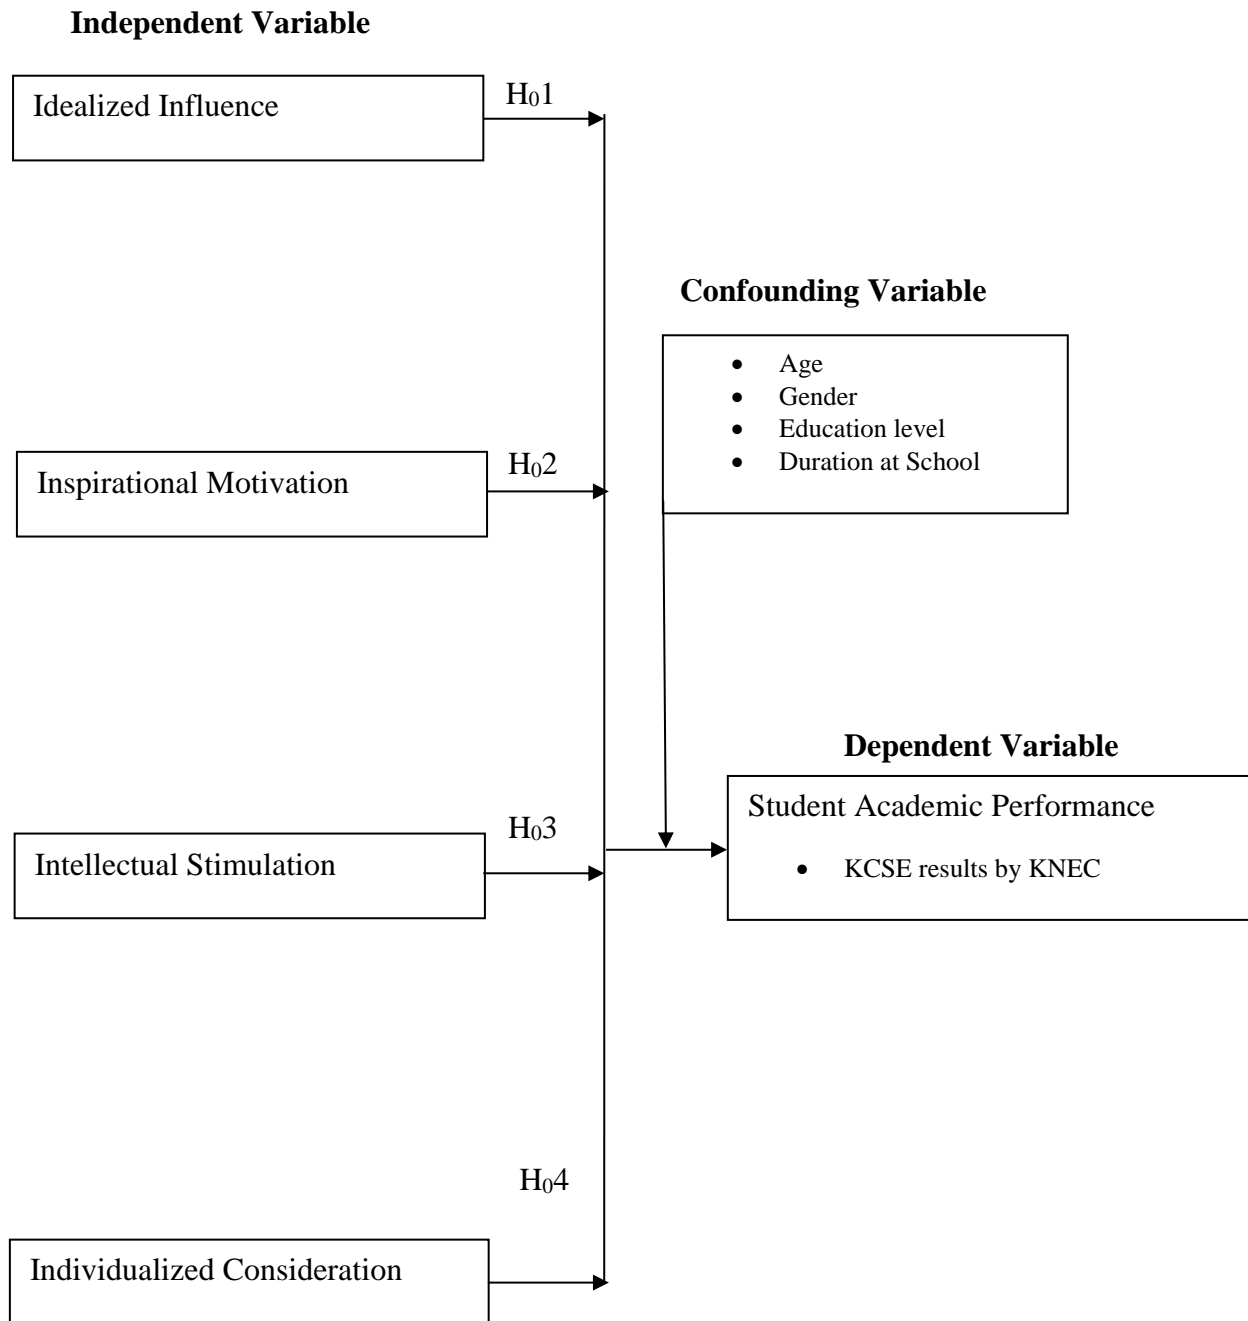 Independent Variable
Idealized Influence
H₀1
Confounding Variable
• Age
• Gender
• Education level
• Duration at School
Inspirational Motivation
H₀2
Dependent Variable
Student Academic Performance
• KCSE results by KNEC
Intellectual Stimulation
H₀3
H₀4
Individualized Consideration